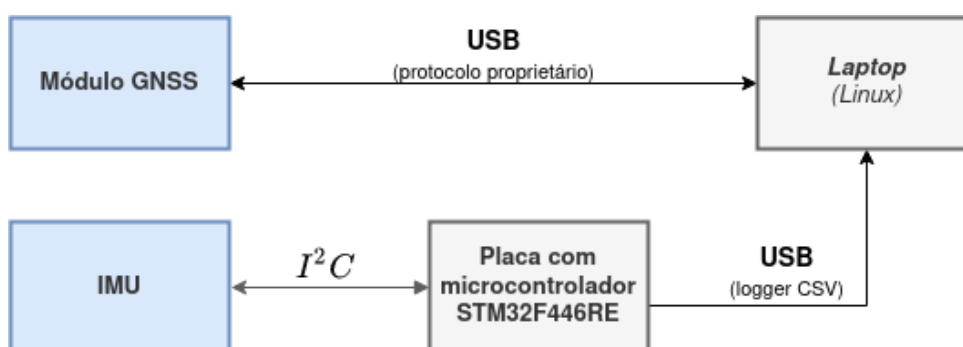 Módulo GNSS
USB
(protocolo proprietário)
Laptop
(Linux)
IMU
I²C
Placa com
microcontrolador
STM32F446RE
USB
(logger CSV)